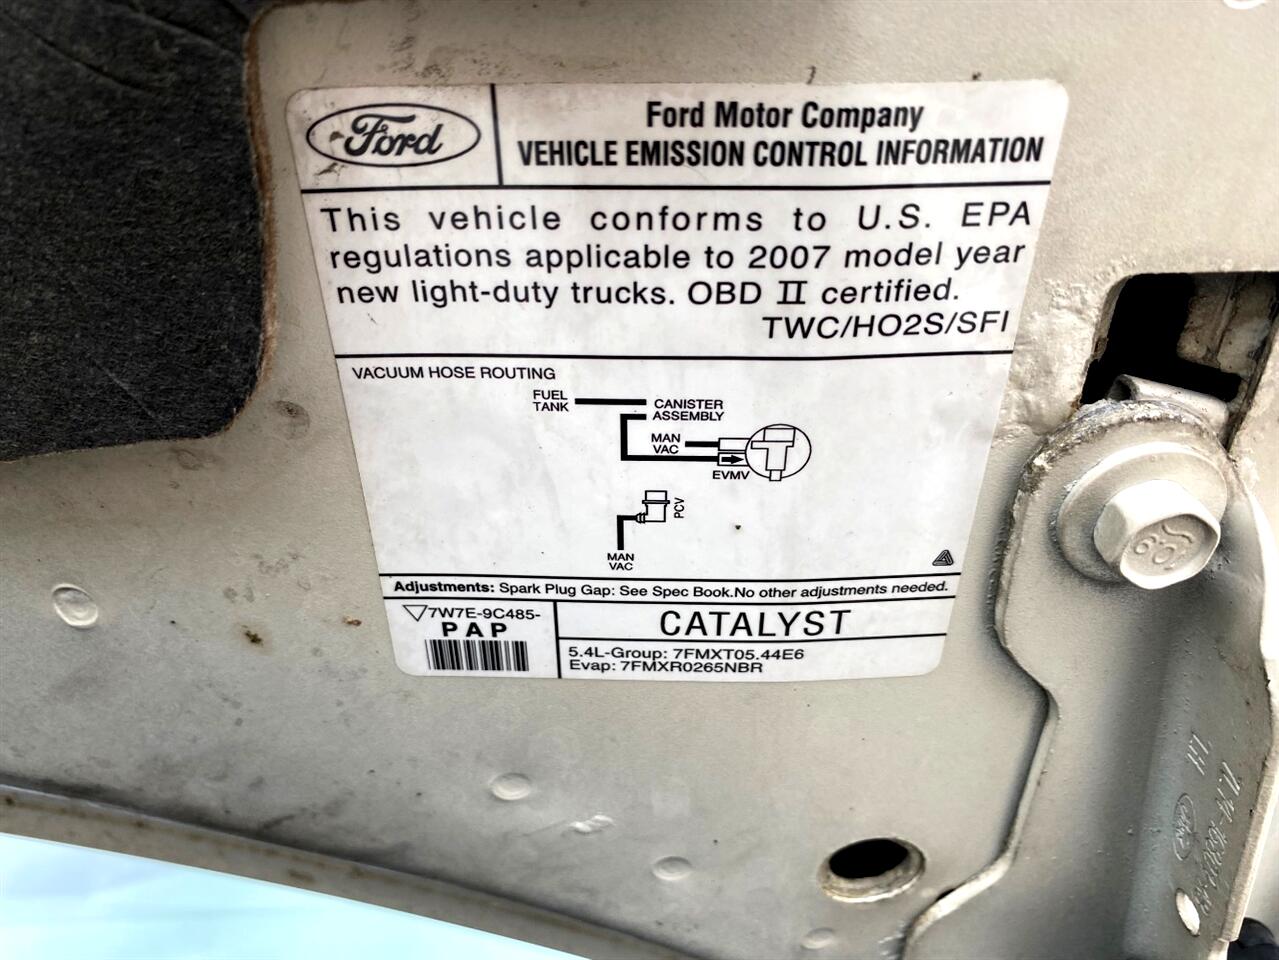 Ford
Ford Motor Company
VEHICLE EMISSION CONTROL INFORMATION
This vehicle conforms to U.S. EPA
regulations applicable to 2007 model year
new light-duty trucks. OBD II certified.
TWC/HO2S/SFI
VACUUM HOSE ROUTING
FUEL
TANK
CANISTER
ASSEMBLY
MAN
VAC
EVMV
PCV
MAN
VAC
Adjustments: Spark Plug Gap: See Spec Book.No other adjustments needed.
7W7E-9C485-
PAP
CATALYST
5.4L-Group: 7FMXT05.44E6
Evap: 7FMXR0265NBR
LH